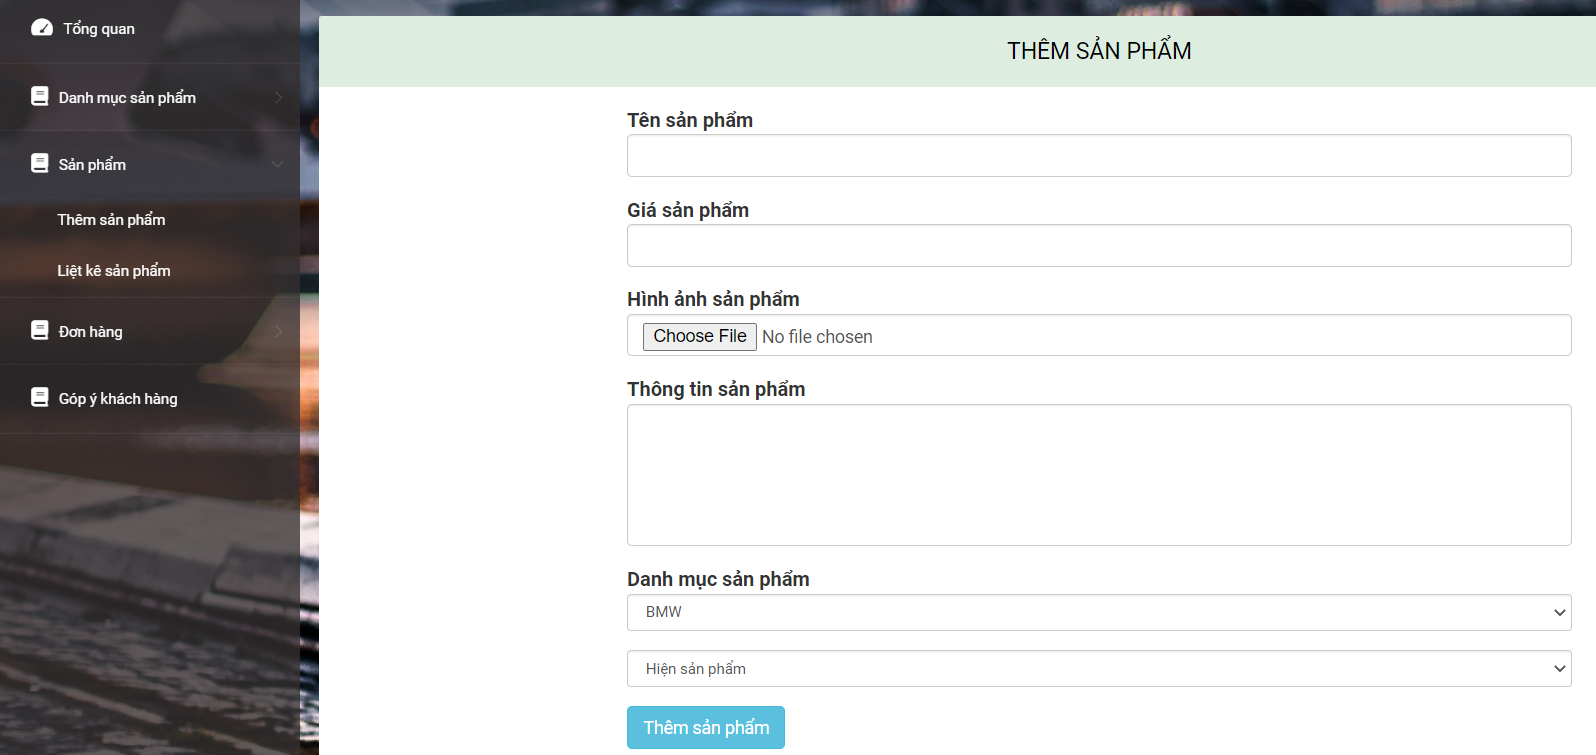 Tổng quan
Danh mục sản phẩm
Sản phẩm
Thêm sản phẩm
Liệt kê sản phẩm
Đơn hàng
Góp ý khách hàng
THÊM SẢN PHẨM
Tên sản phẩm
Giá sản phẩm
Hình ảnh sản phẩm
Choose File No file chosen
Thông tin sản phẩm
Danh mục sản phẩm
BMW
Hiện sản phẩm
Thêm sản phẩm